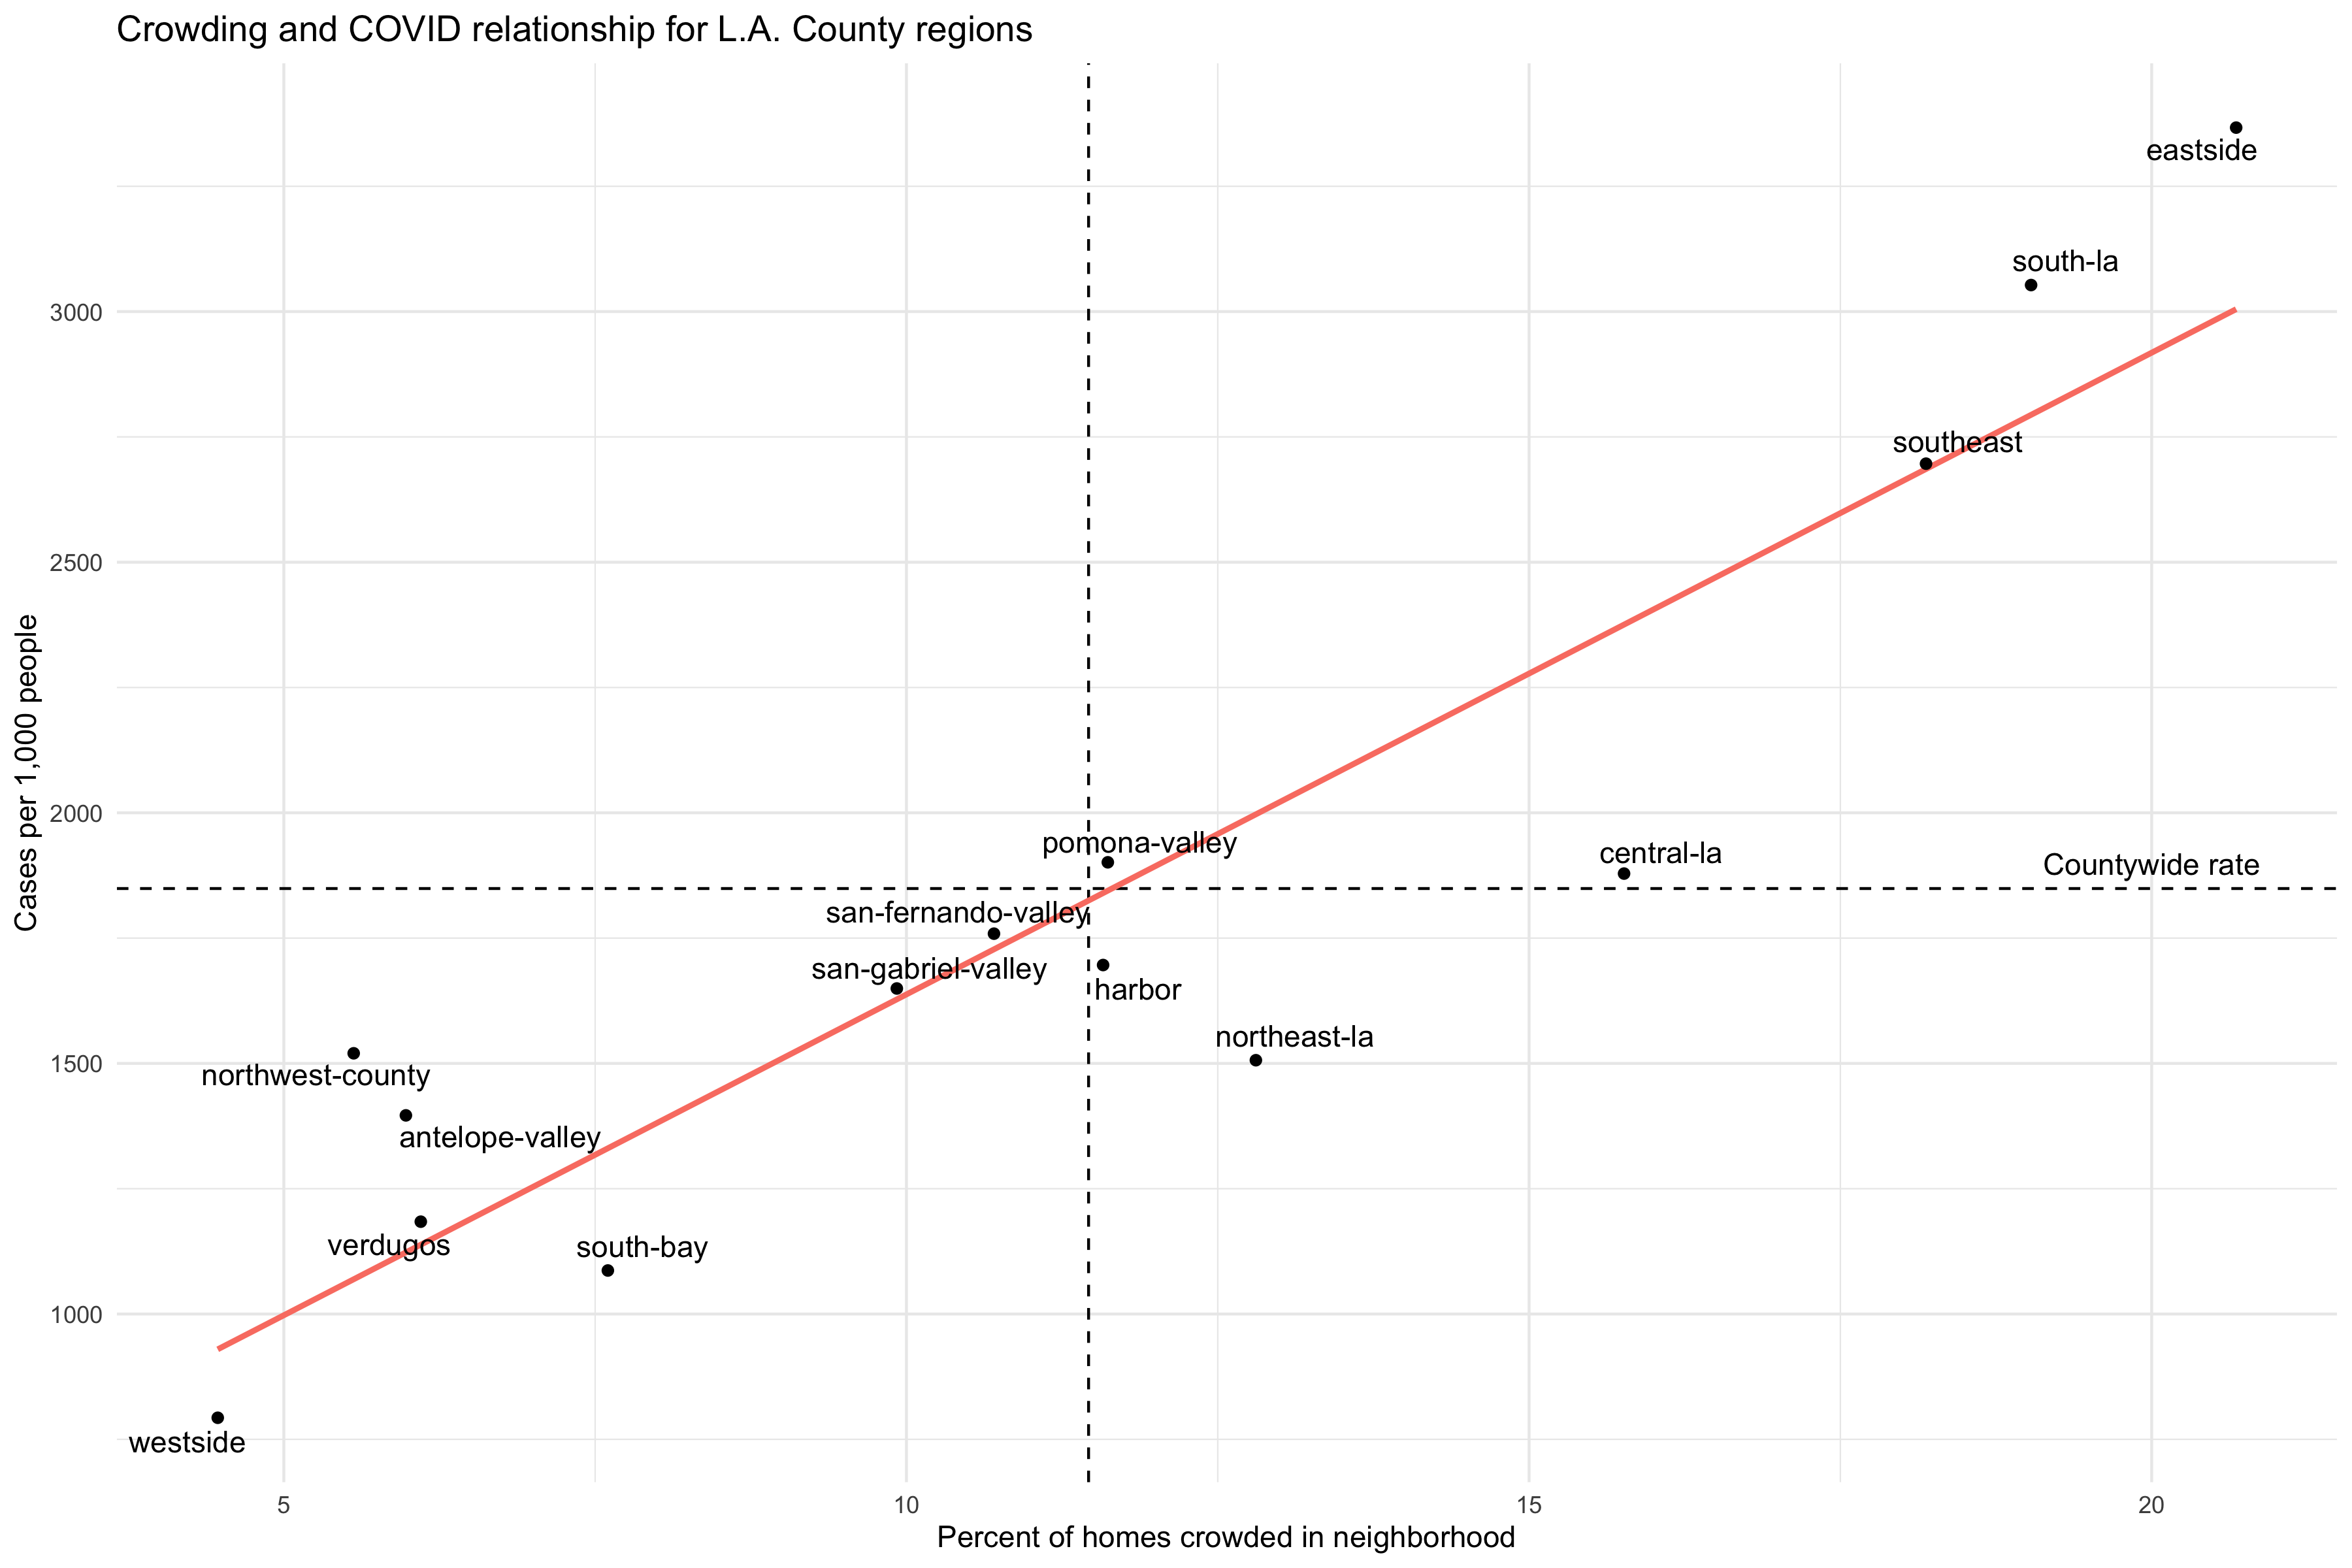 Crowding and COVID relationship for L.A. County regions
eastside
south-la
3000
southeast
2500
Cases per 1,000 people
2000
pomona-valley
central-la
Countywide rate
san-fernando-valley
san-gabriel-valley
harbor
northeast-la
1500
northwest-county
antelope-valley
verdugos
south-bay
1000
westside
5
10
15
20
Percent of homes crowded in neighborhood